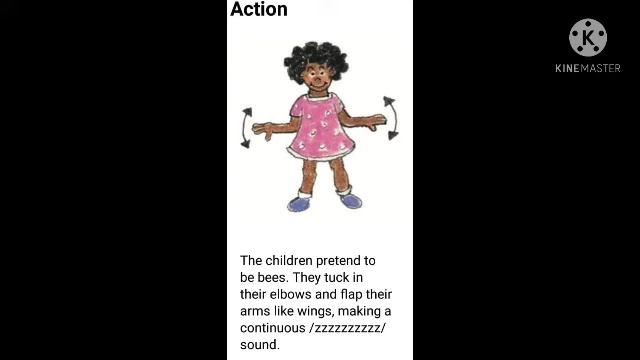 Action
K
KINEMASTER
The children pretend to
be bees. They tuck in
their elbows and flap their
arms like wings, making a
continuous /zzzzzzzzzz/
sound.